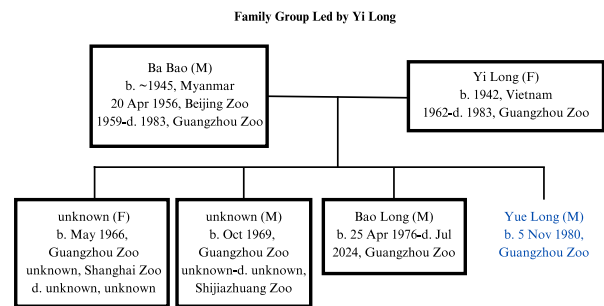 Family Group Led by Yi Long
Ba Bao (M)
b. ~1945, Myanmar
20 Apr 1956, Beijing Zoo
1959-d. 1983, Guangzhou Zoo
Yi Long (F)
b. 1942, Vietnam
1962-d. 1983, Guangzhou Zoo
unknown (F)
b. May 1966,
Guangzhou Zoo
unknown, Shanghai Zoo
d. unknown, unknown
unknown (M)
b. Oct 1969,
Guangzhou Zoo
unknown-d. unknown,
Shijiazhuang Zoo
Bao Long (M)
b. 25 Apr 1976-d. Jul
2024, Guangzhou Zoo
Yue Long (M)
b. 5 Nov 1980,
Guangzhou Zoo